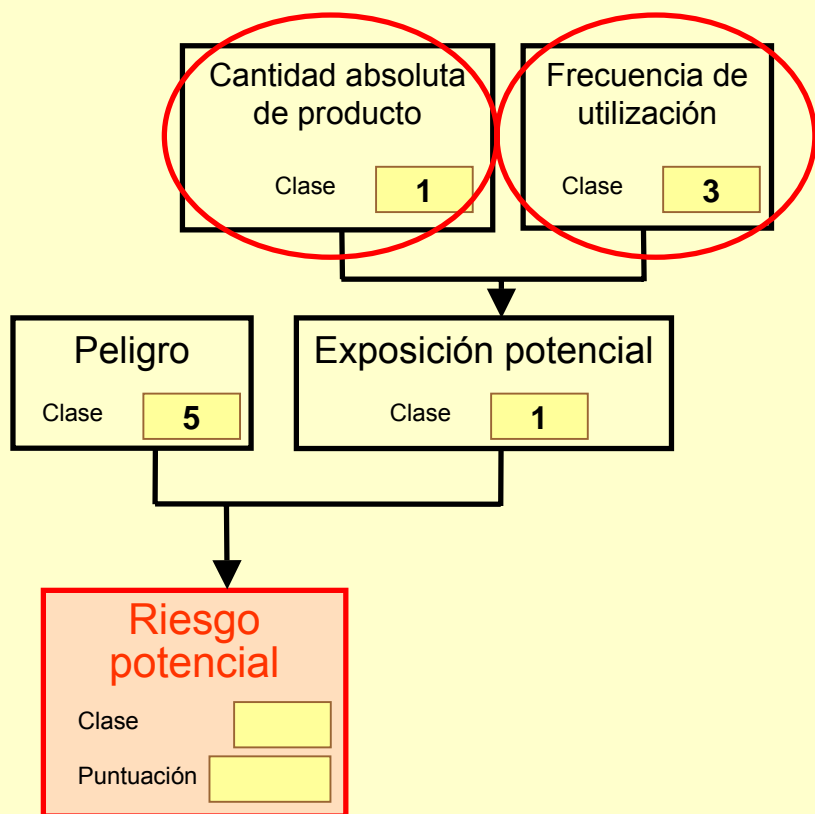 Cantidad absoluta
de producto
Clase 1
Frecuencia de
utilización
Clase 3
Peligro
Clase 5
Exposición potencial
Clase 1
Riesgo
potencial
Clase
Puntuación